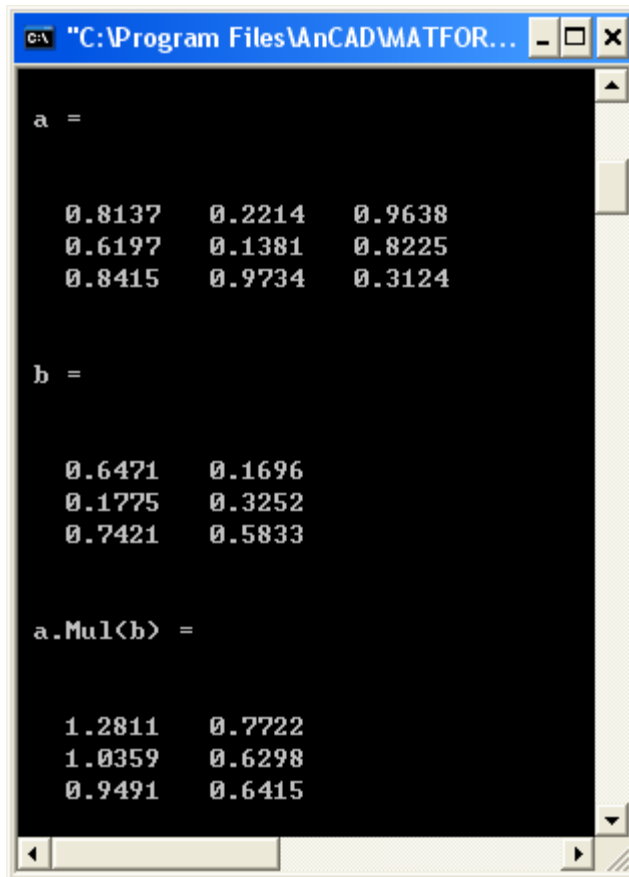 "C:\Program Files\AnCAD\MATFOR...
a =
0.8137 0.2214 0.9638
0.6197 0.1381 0.8225
0.8415 0.9734 0.3124
b =
0.6471 0.1696
0.1775 0.3252
0.7421 0.5833
a.Mul(b) =
1.2811 0.7722
1.0359 0.6298
0.9491 0.6415